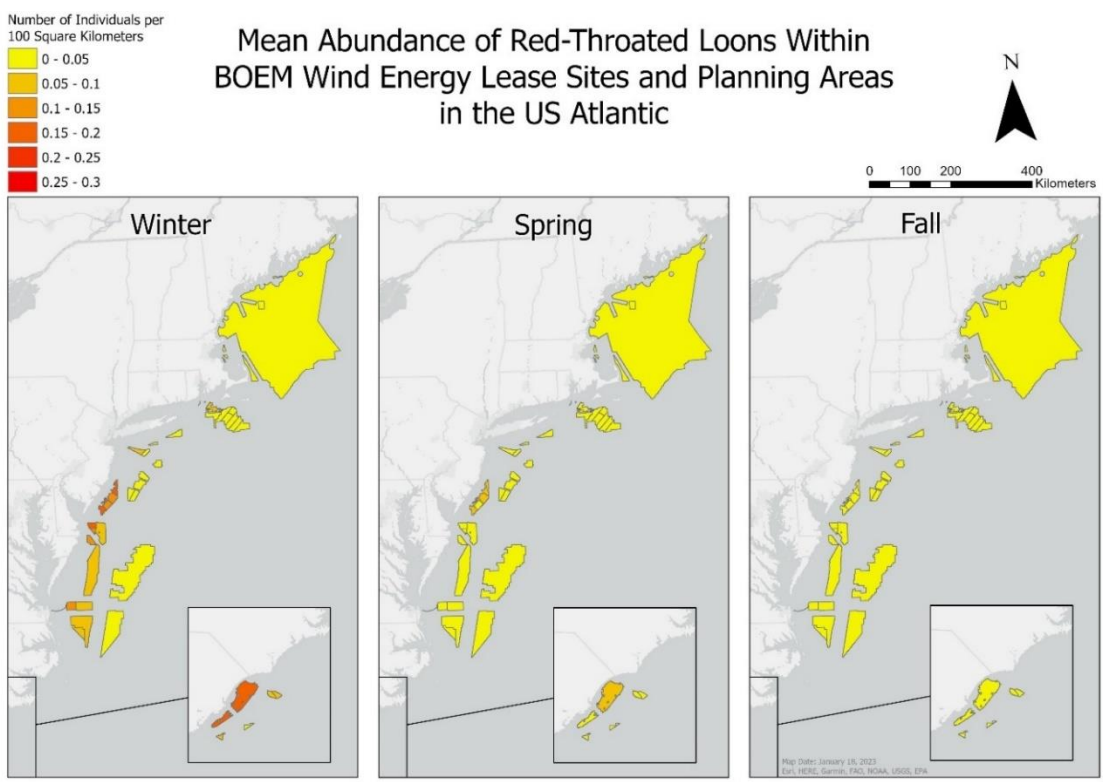 Number of Individuals per
100 Square Kilometers
0 - 0.05
0.05 - 0.1
0.1 - 0.15
0.15 - 0.2
0.2 - 0.25
0.25 - 0.3
Mean Abundance of Red-Throated Loons Within
BOEM Wind Energy Lease Sites and Planning Areas
in the US Atlantic
N
0 100 200 400
Kilometers
Winter
Spring
Fall
Map Date: January 18, 2023
Esri, HERE, Garmin, FAO, NOAA, USGS, EPA